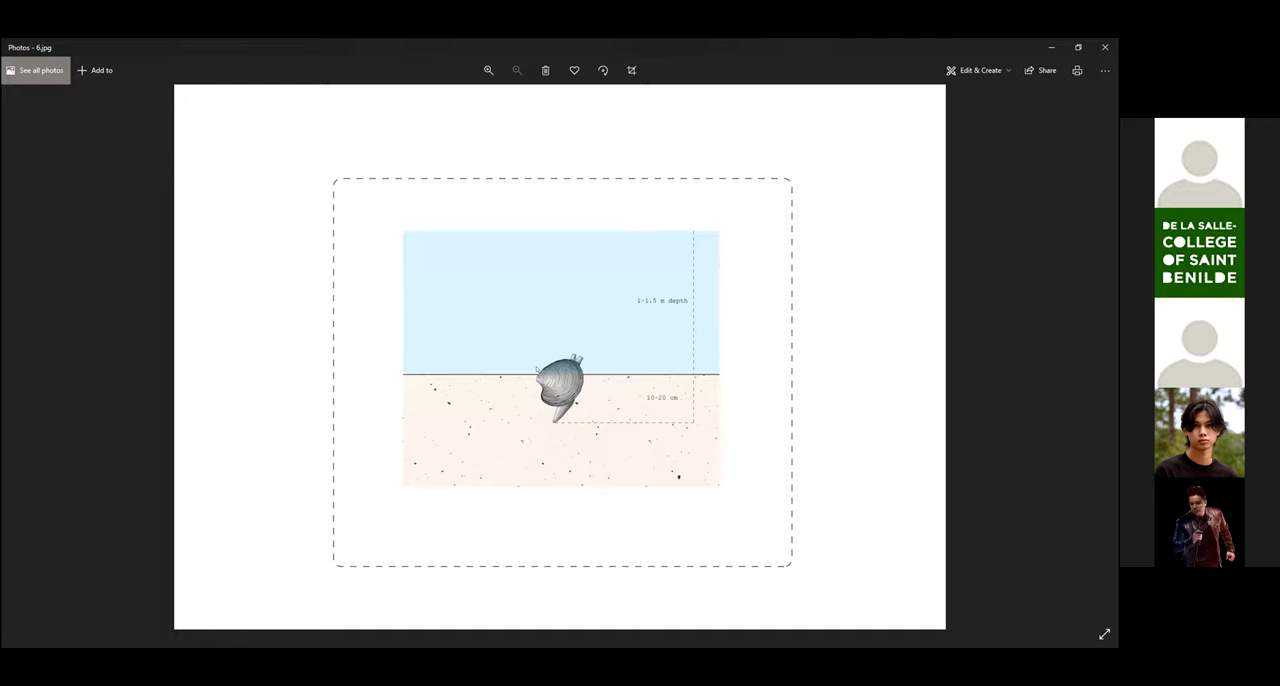 Photos - 6.jpg
See all photos
Add to
Edit & Create
Share
1-1.5 m depth
10-20 cm
DE LA SALLE-
COLLEGE
OF SAINT
BENILDE